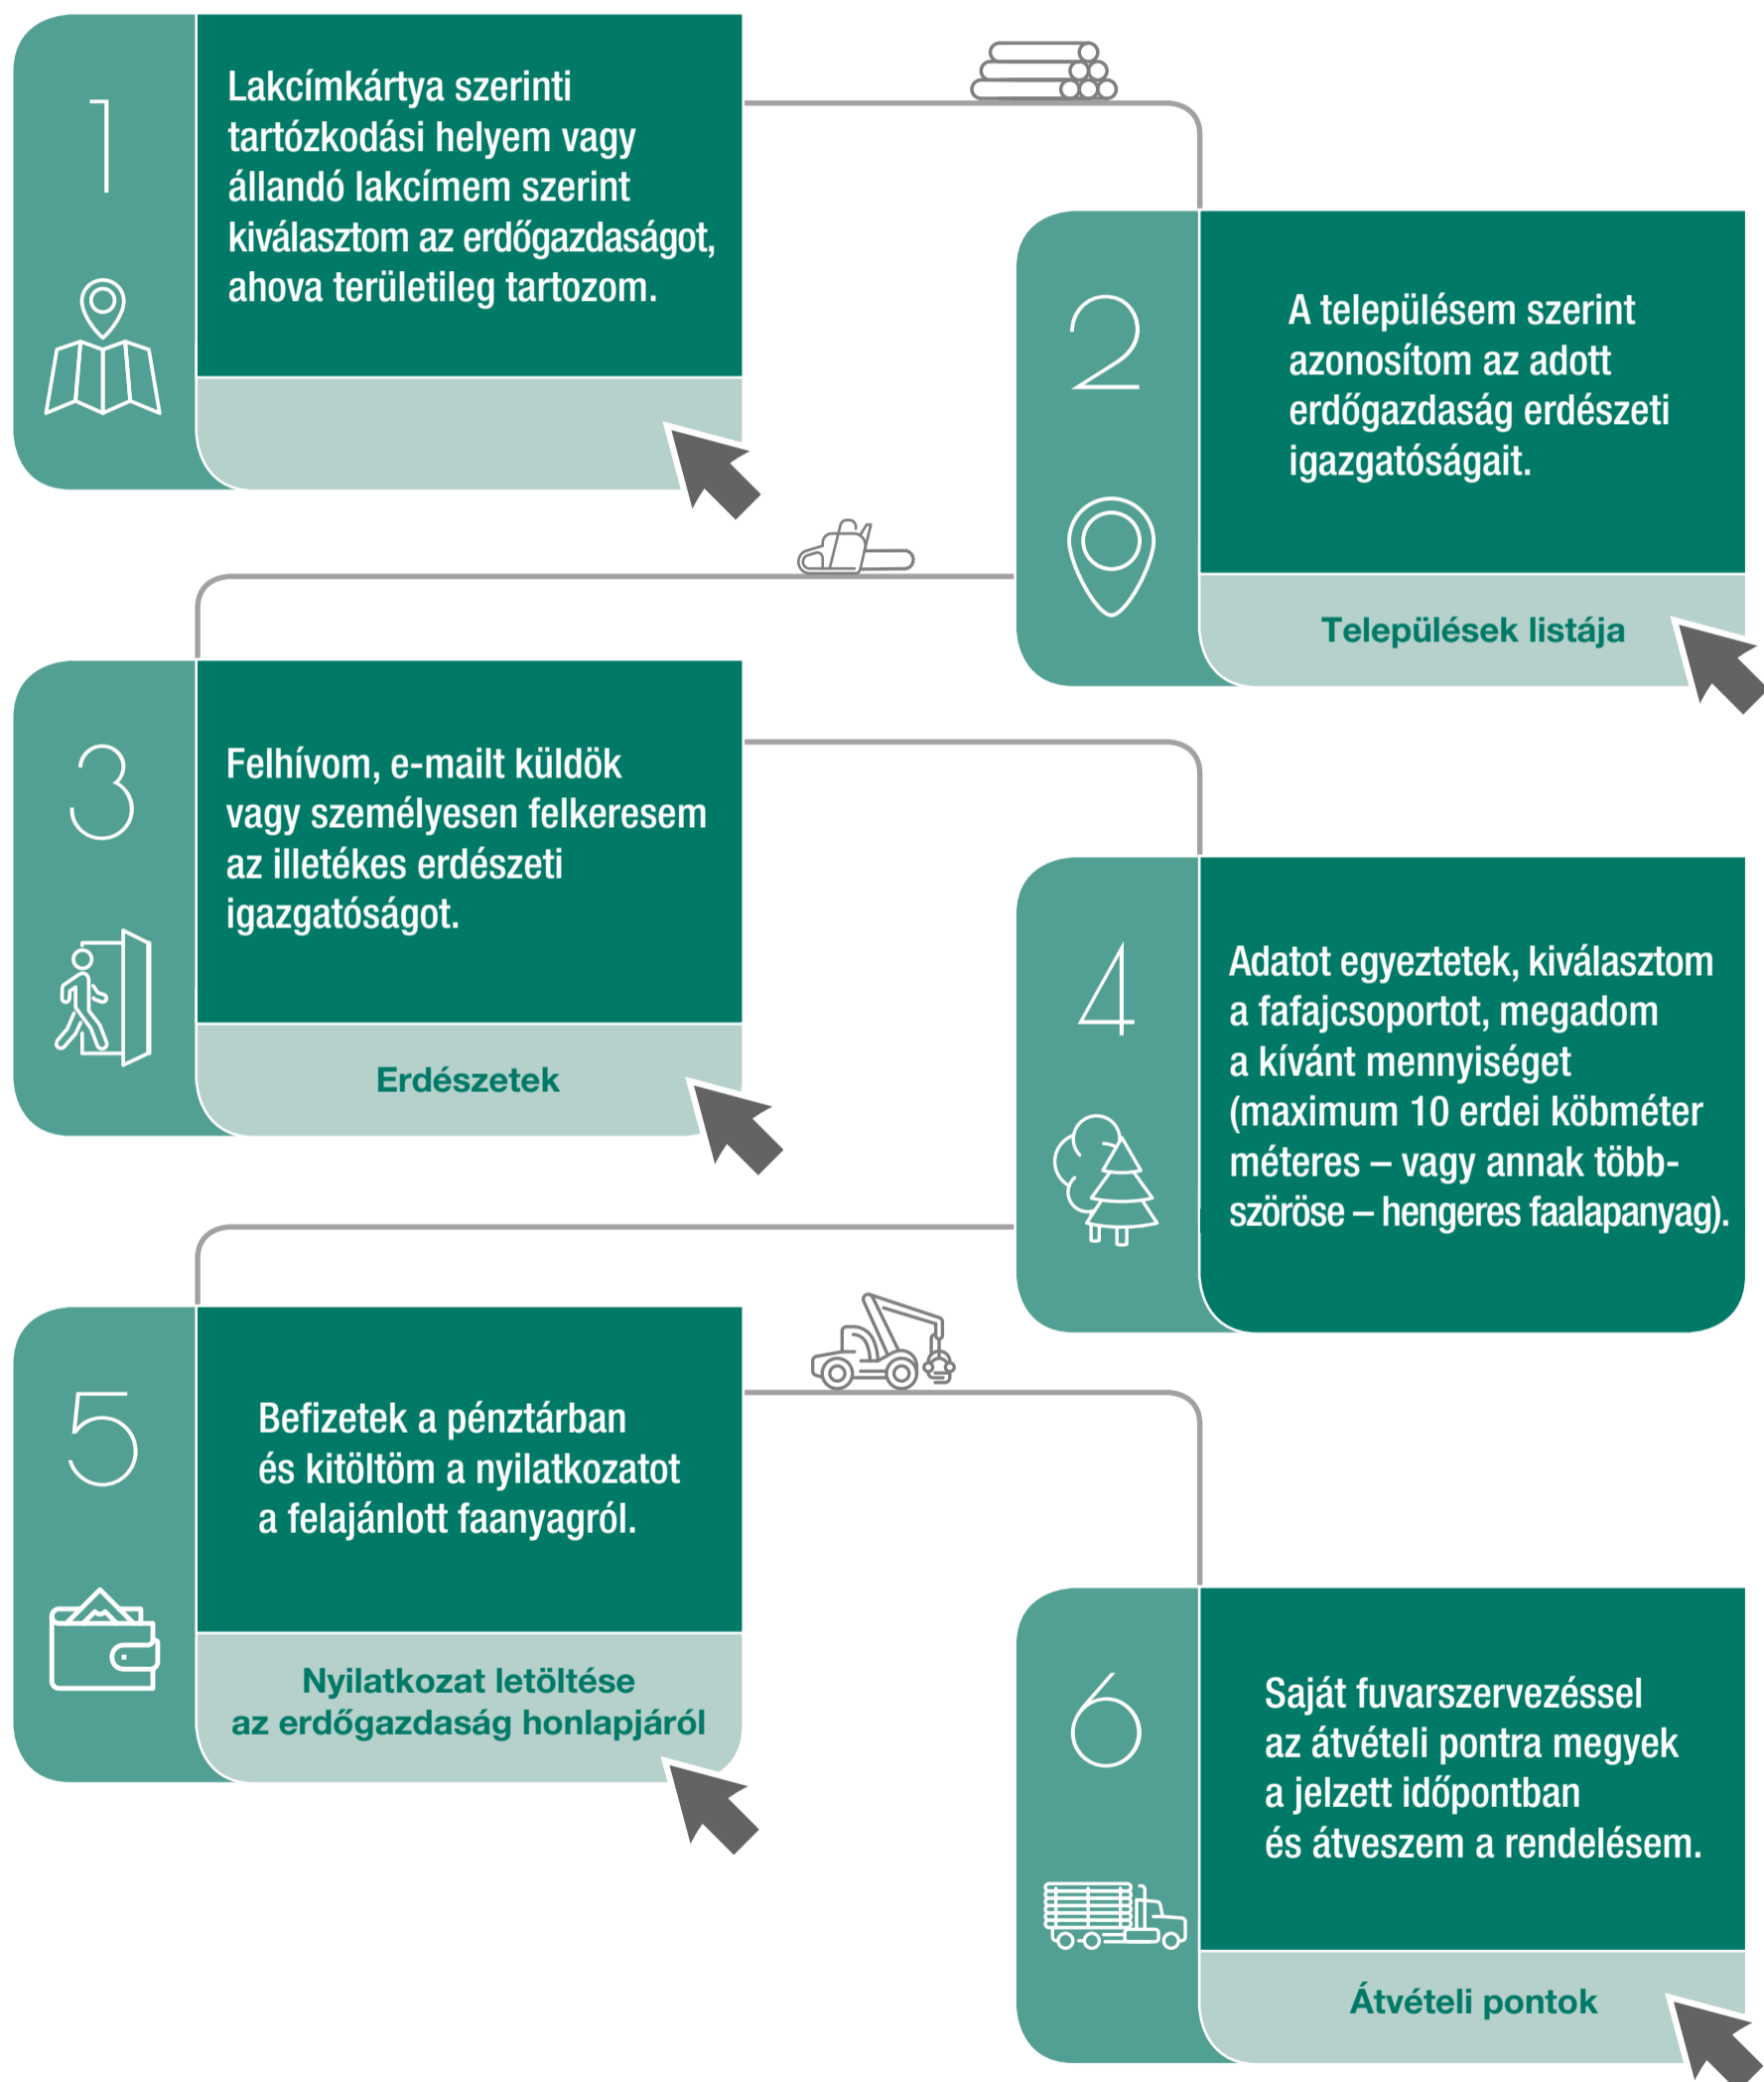 1
Lakcímkártya szerinti
tartózkodási helyem vagy
állandó lakcímem szerint
kiválasztom az erdőgazdaságot,
ahova területileg tartozom.
2
A településem szerint
azonosítom az adott
erdőgazdaság erdészeti
igazgatóságait.
Települések listája
3
Felhívom, e-mailt küldök
vagy személyesen felkeresem
az illetékes erdészeti
igazgatóságot.
Erdészetek
4
Adatot egyeztetek, kiválasztom
a fafajcsoportot, megadom
a kívánt mennyiséget
(maximum 10 erdei köbméter
méteres – vagy annak több-
szöröse – hengeres faalapanyag).
5
Befizetek a pénztárban
és kitöltöm a nyilatkozatot
a felajánlott faanyagról.
Nyilatkozat letöltése
az erdőgazdaság honlapjáról
6
Saját fuvarszervezéssel
az átvételi pontra megyek
a jelzett időpontban
és átveszem a rendelésem.
Átvételi pontok